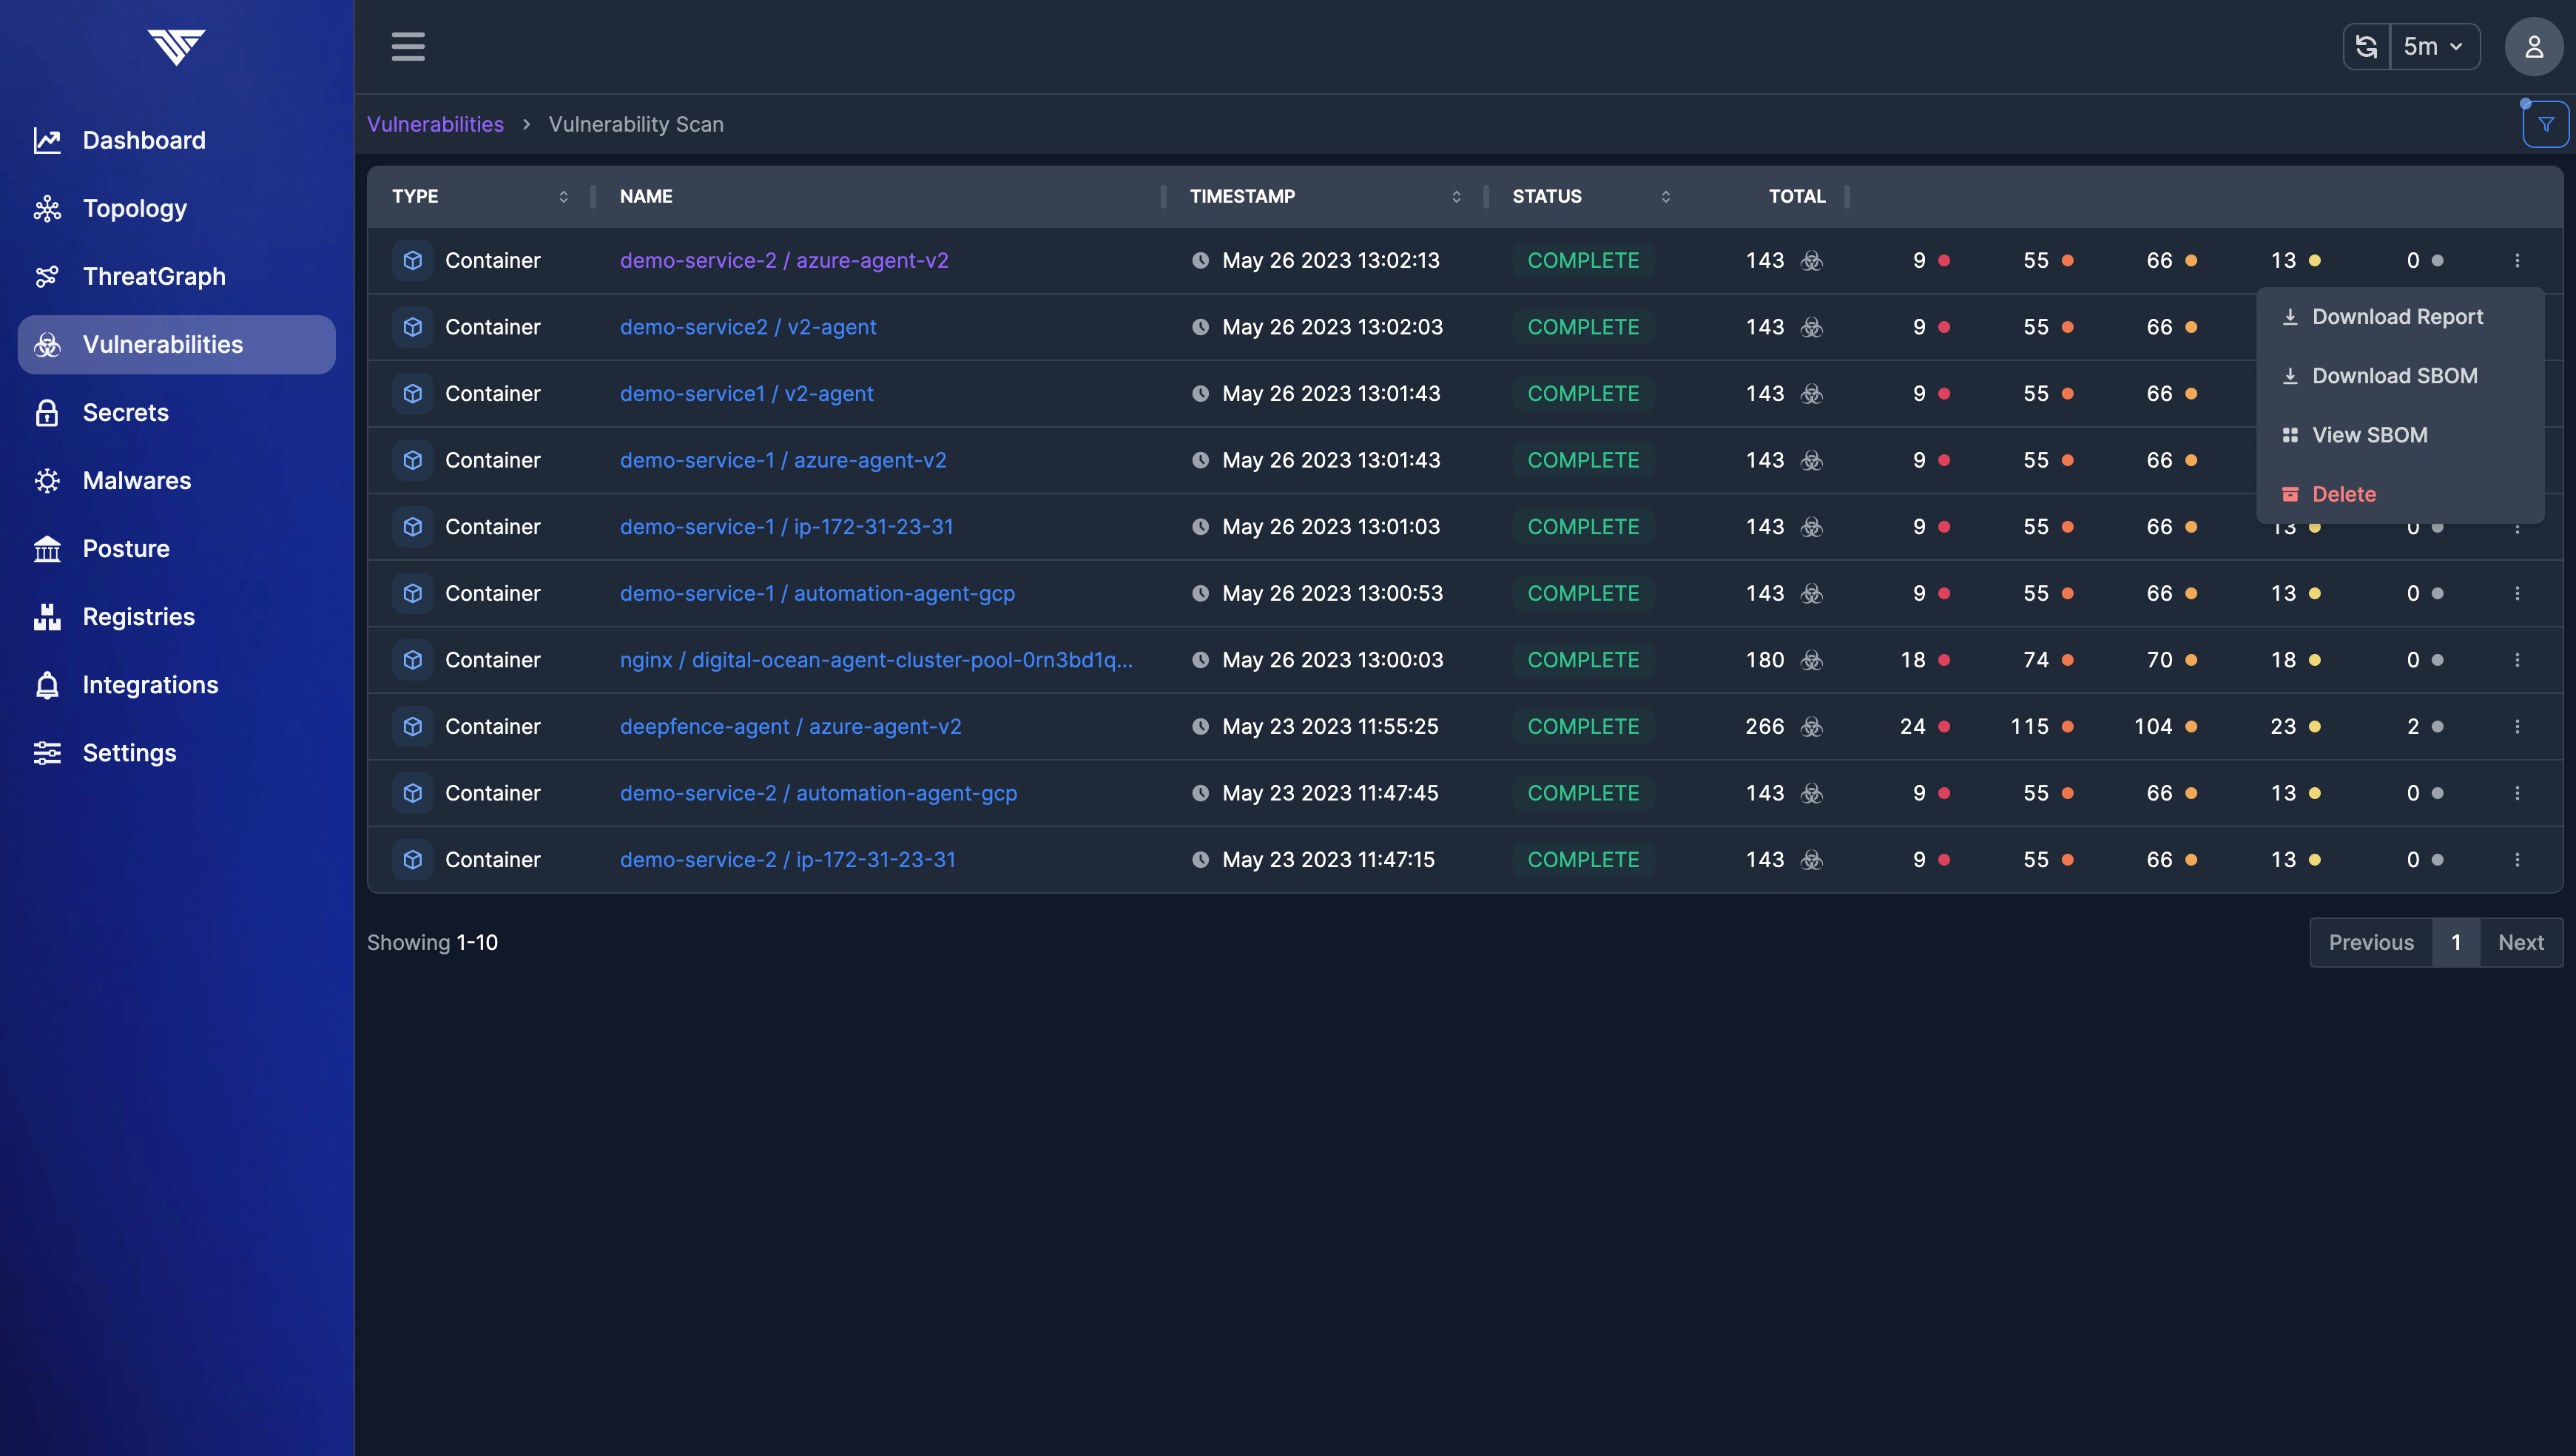 5m
Dashboard
Topology
ThreatGraph
Vulnerabilities
Secrets
Malwares
Posture
Registries
Integrations
Settings
Vulnerabilities > Vulnerability Scan
TYPE NAME TIMESTAMP STATUS TOTAL
Container demo-service-2 / azure-agent-v2 May 26 2023 13:02:13 COMPLETE 143 9 55 66 13 0
Container demo-service2 / v2-agent May 26 2023 13:02:03 COMPLETE 143 9 55 66
Container demo-service1 / v2-agent May 26 2023 13:01:43 COMPLETE 143 9 55 66
Container demo-service-1 / azure-agent-v2 May 26 2023 13:01:43 COMPLETE 143 9 55 66
Container demo-service-1 / ip-172-31-23-31 May 26 2023 13:01:03 COMPLETE 143 9 55 66 13 0
Container demo-service-1 / automation-agent-gcp May 26 2023 13:00:53 COMPLETE 143 9 55 66 13 0
Container nginx / digital-ocean-agent-cluster-pool-0rn3bd1q... May 26 2023 13:00:03 COMPLETE 180 18 74 70 18 0
Container deepfence-agent / azure-agent-v2 May 23 2023 11:55:25 COMPLETE 266 24 115 104 23 2
Container demo-service-2 / automation-agent-gcp May 23 2023 11:47:45 COMPLETE 143 9 55 66 13 0
Container demo-service-2 / ip-172-31-23-31 May 23 2023 11:47:15 COMPLETE 143 9 55 66 13 0
Download Report
Download SBOM
View SBOM
Delete
Showing 1-10
Previous 1 Next